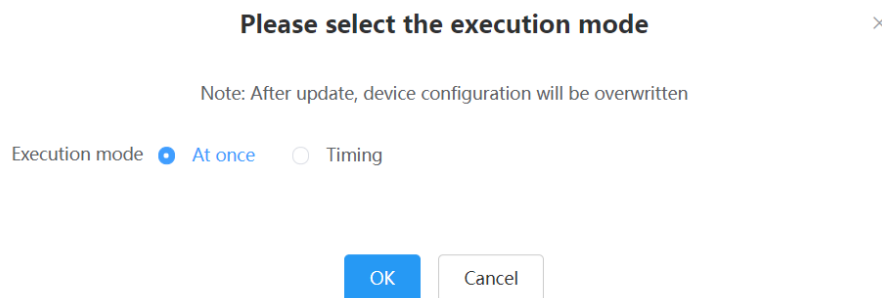 Please select the execution mode
Note: After update, device configuration will be overwritten
Execution mode At once Timing
OK Cancel